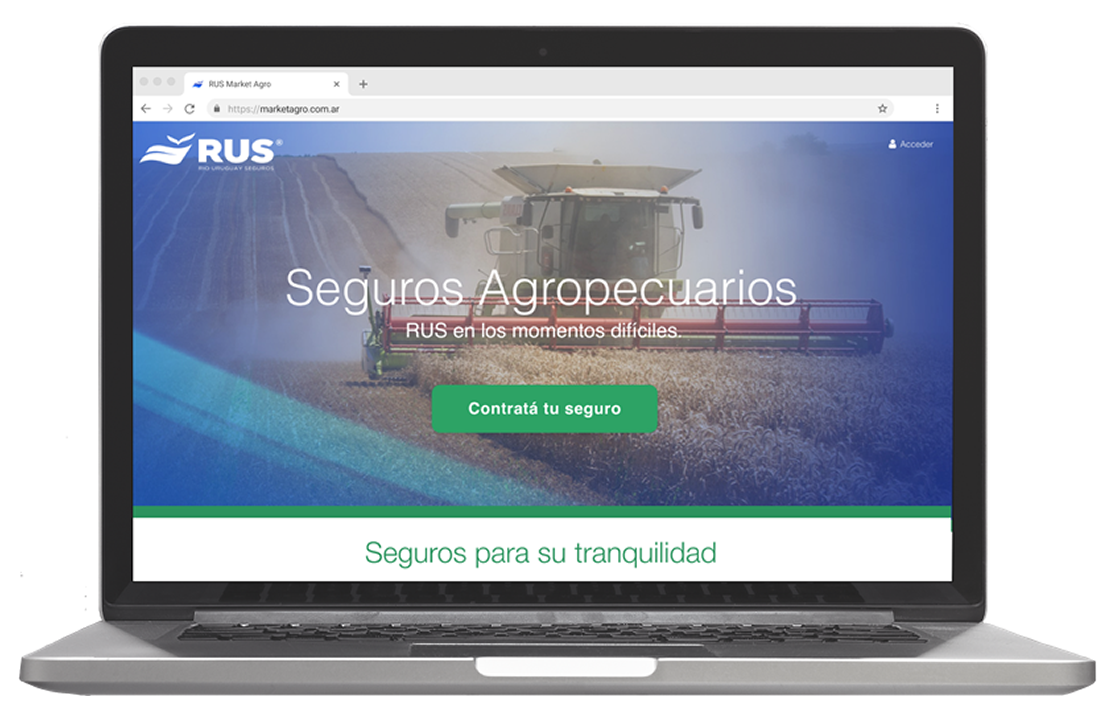 RUS Market Agro
https://marketagro.com.ar
RUS®
RIO URUGUAY SEGUROS
Acceder
Seguros Agropecuarios
RUS en los momentos difíciles.
Contratá tu seguro
Seguros para su tranquilidad